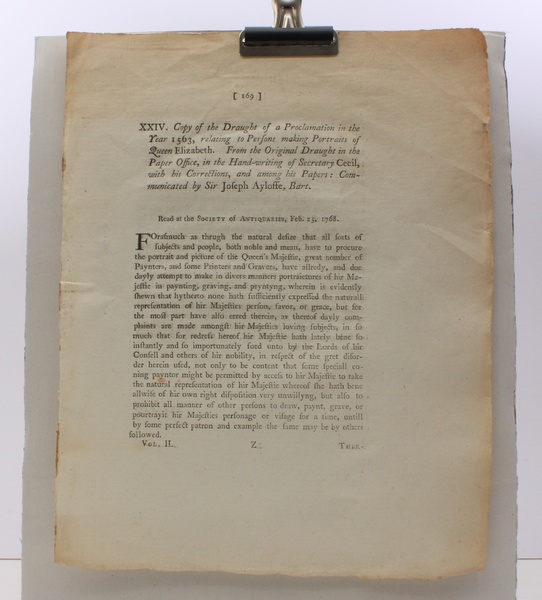 [ 169 ]
XXIV. Copy of the Draught of a Proclamation in the
Year 1563, relating to Perſons making Portraits of
Queen Elizabeth. From the Original Draught in the
Paper Office, in the Hand-writing of Secretary Cecil,
with his Corrections, and among his Papers: Com-
municated by Sir Joſeph Ayloffe, Bart.
Read at the SOCIETY of ANTIQUARIES, Feb. 25, 1768.
FOraſmuch as thrugh the natural deſire that all ſorts of
ſubjects and people, both noble and mean, have to procure
the portrait and picture of the Queen's Majeſtie, great nomber of
Paynters, and ſome Printers and Gravers, have allredy, and doe
dayly attempt to make in divers manners portraictures of hir Ma-
jeſtie in paynting, graving, and pryntyng, wherein is evidently
ſhewn that hytherto none hath ſufficiently expreſſed the naturall
repreſentation of hir Majeſties perſon, favor, or grace, but for
the moſt part have alſo erred therein, as thereof dayly com-
plaints are made amongſt hir Majeſties loving ſubjects, in ſo
much that for redreſs hereof hir Majeſtie hath lately bene ſo
inſtantly and ſo importunately ſued unto by the Lords of hir
Conſell and others of hir nobility, in reſpect of the gret diſor-
der herein uſed, not only to be content that ſome ſpeciall co-
ning payntor might be permitted by acceſs to hir Majeſtie to take
the natural repreſentation of hir Majeſtie whereof ſhe hath bene
allwiſe of hir own right diſpoſition very unwillyng, but alſo to
prohibit all manner of other perſons to draw, paynt, grave, or
pourtrayit hir Majeſties perſonage or viſage for a time, untill
by ſome perfect patron and example the ſame may be by others
followed.
VOL. II. Z THER-